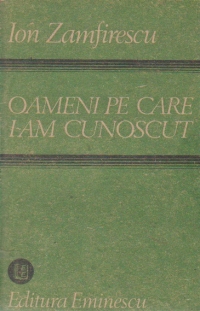 Ion Zamfirescu
OAMENI PE CARE
I-AM CUNOSCUT
Editura Eminescu